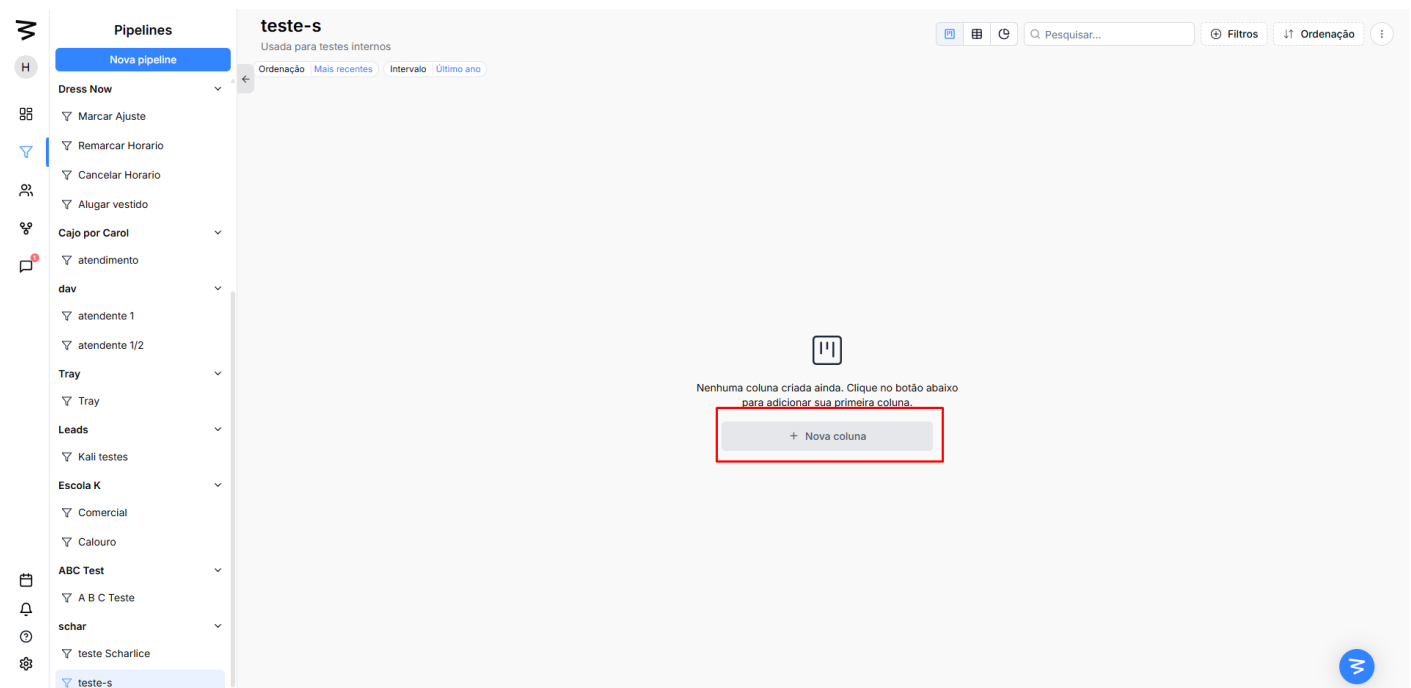 Pipelines
Nova pipeline
H
Dress Now
Marcar Ajuste
Remarcar Horario
Cancelar Horario
Alugar vestido
Cajo por Carol
atendimento
dav
atendente 1
atendente 1/2
Tray
Tray
Leads
Kali testes
Escola K
Comercial
Calouro
ABC Test
A B C Teste
schar
teste Scharlice
teste-s
teste-s
Usada para testes internos
Pesquisar...
Filtros
Ordenação
Ordenação Mais recentes Intervalo Último ano
Nenhuma coluna criada ainda. Clique no botão abaixo
para adicionar sua primeira coluna.
+ Nova coluna